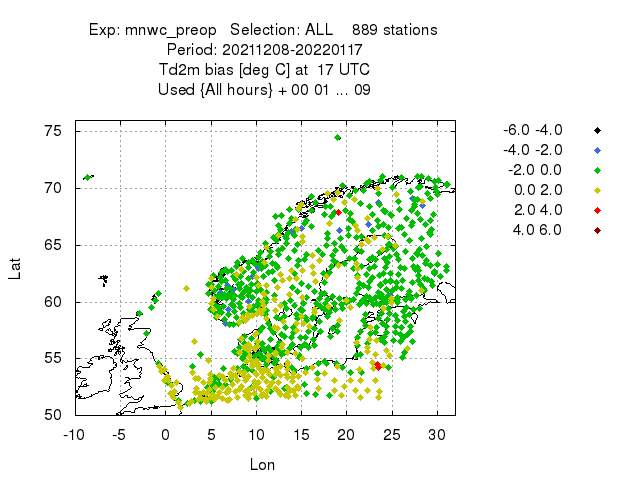 Exp: mnwc_preop   Selection: ALL    889 stations
Period: 20211208-20220117
Td2m bias [deg C] at  17 UTC
Used {All hours} + 00 01 ... 09
-6.0 -4.0
-4.0 -2.0
-2.0 0.0
0.0 2.0
2.0 4.0
4.0 6.0
75
70
65
60
55
50
Lat
-10 -5 0 5 10 15 20 25 30
Lon